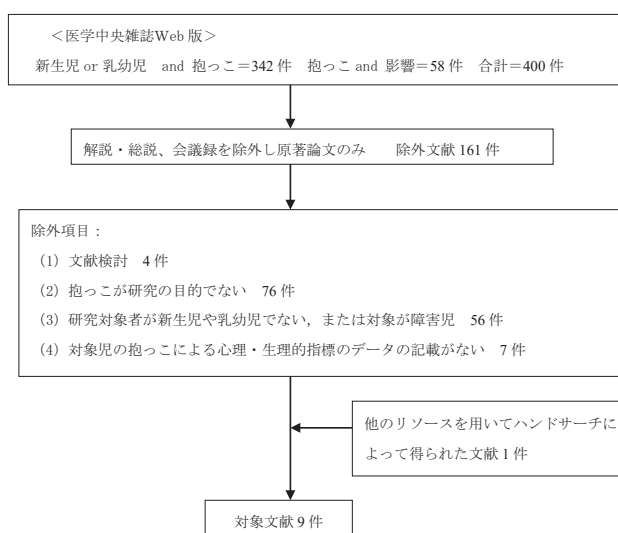 ＜医学中央雑誌Web 版＞
新生児 or 乳幼児　and 抱っこ＝342 件　抱っこ and 影響＝58 件　合計＝400 件
解説・総説、会議録を除外し原著論文のみ　　除外文献 161 件
除外項目：
（1）文献検討　4 件
（2）抱っこが研究の目的でない　76 件
（3）研究対象者が新生児や乳幼児でない，または対象が障害児　56 件
（4）対象児の抱っこによる心理・生理的指標のデータの記載がない　7 件
他のリソースを用いてハンドサーチに
よって得られた文献 1 件
対象文献 9 件